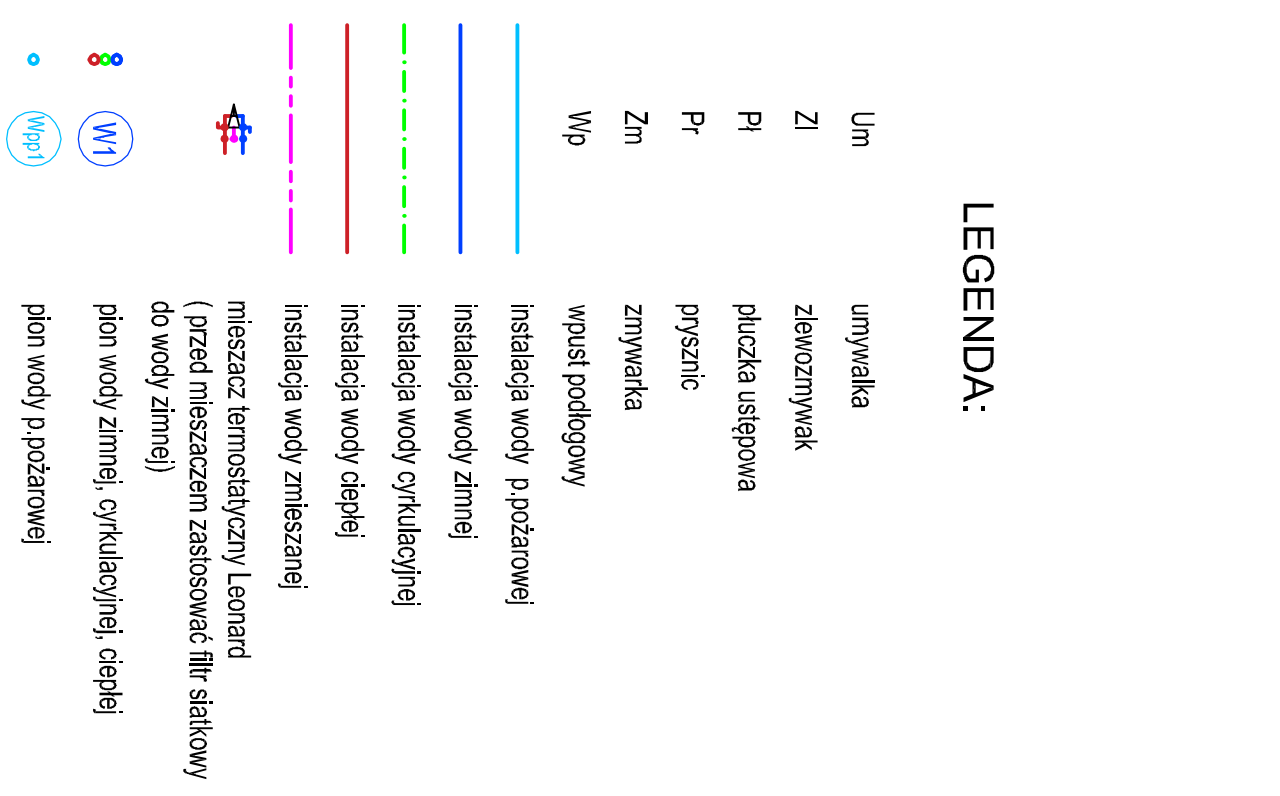 LEGENDA:
Um umywalka
Zl zlewozmywak
Pł płuczka ustępowa
Pr prysznic
Zm zmywarka
Wp wpust podłogowy
instalacja wody p.pożarowej
instalacja wody zimnej
instalacja wody cyrkulacyjnej
instalacja wody ciepłej
instalacja wody zmieszanej
mieszacz termostatyczny Leonard
( przed mieszaczem zastosować filtr siatkowy
do wody zimnej)
W1 pion wody zimnej, cyrkulacyjnej, ciepłej
Wpp1 pion wody p.pożarowej